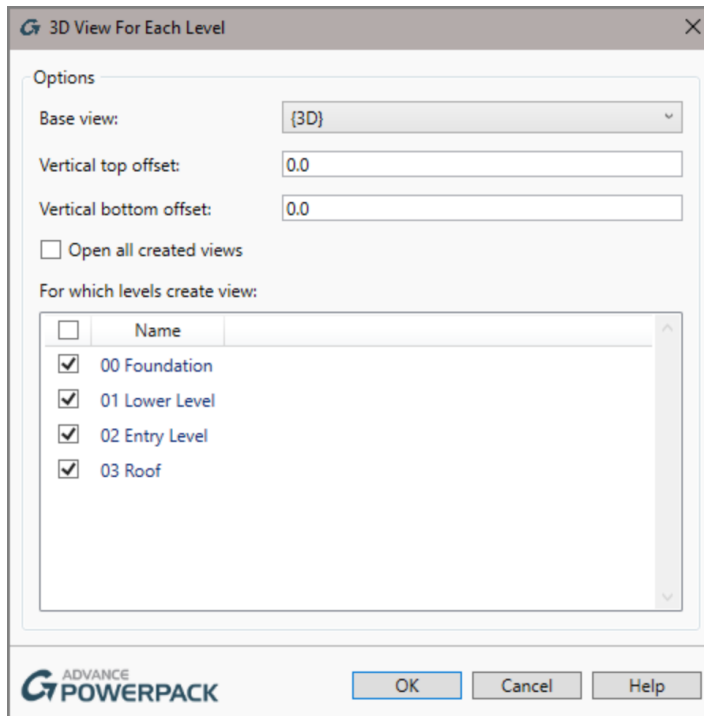 3D View For Each Level
Options
Base view: {3D}
Vertical top offset: 0.0
Vertical bottom offset: 0.0
Open all created views
For which levels create view:
Name
00 Foundation
01 Lower Level
02 Entry Level
03 Roof
ADVANCE
POWERPACK
OK Cancel Help